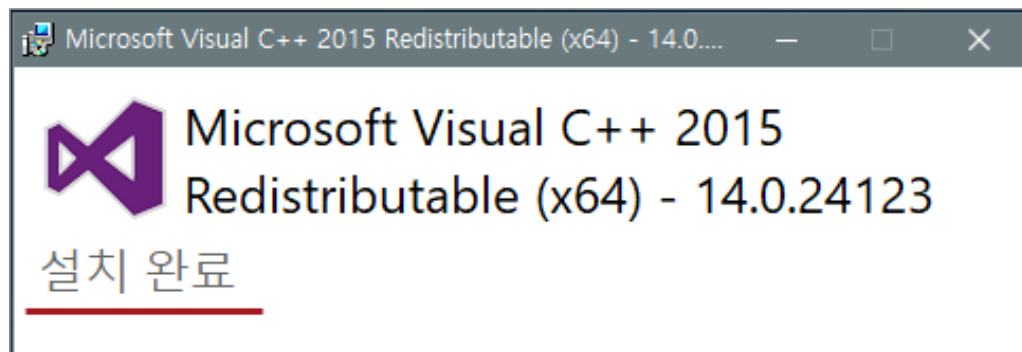 Microsoft Visual C++ 2015 Redistributable (x64) - 14.0....
Microsoft Visual C++ 2015
Redistributable (x64) - 14.0.24123
설치 완료